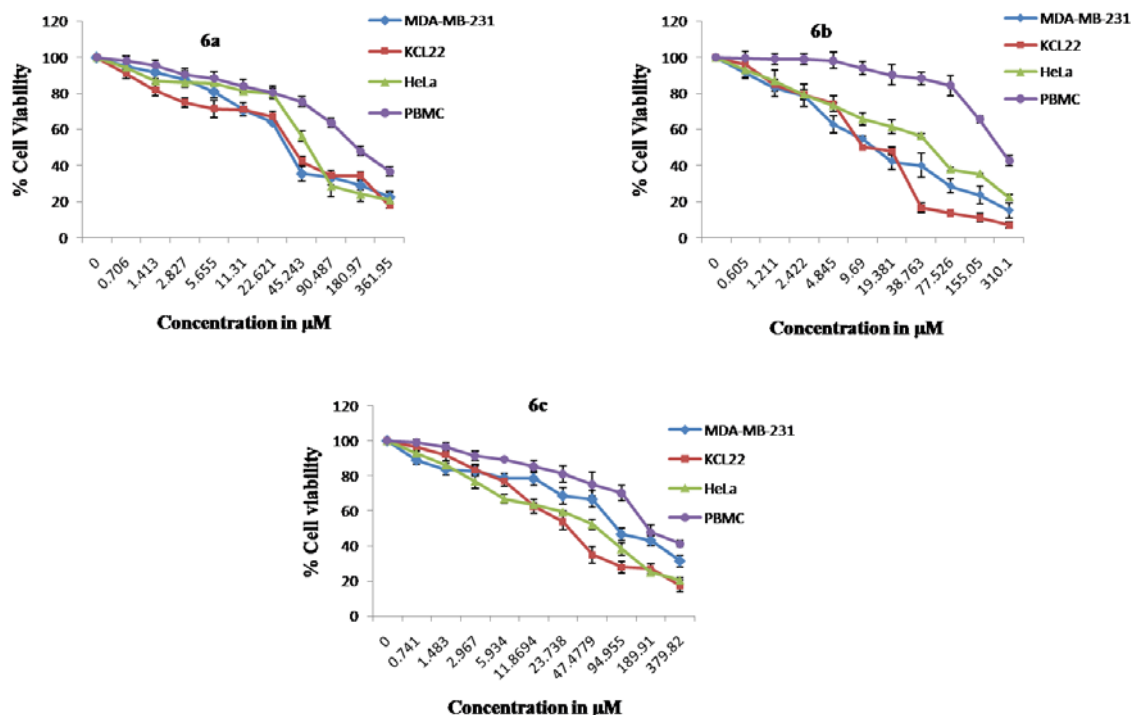 6a
120
100
80
60
40
20
0
% Cell Viability
0
0.706
1.413
2.827
5.655
11.31
22.621
45.243
90.487
180.97
361.95
Concentration in µM
MDA-MB-231
KCL22
HeLa
PBMC
6b
120
100
80
60
40
20
0
% Cell Viability
0
0.605
1.211
2.422
4.845
9.69
19.381
38.763
77.526
155.05
310.1
Concentration in µM
MDA-MB-231
KCL22
HeLa
PBMC
6c
120
100
80
60
40
20
0
% Cell viability
0
0.741
1.483
2.967
5.934
11.8694
23.738
47.4779
94.955
189.91
379.82
Concentration in µM
MDA-MB-231
KCL22
HeLa
PBMC